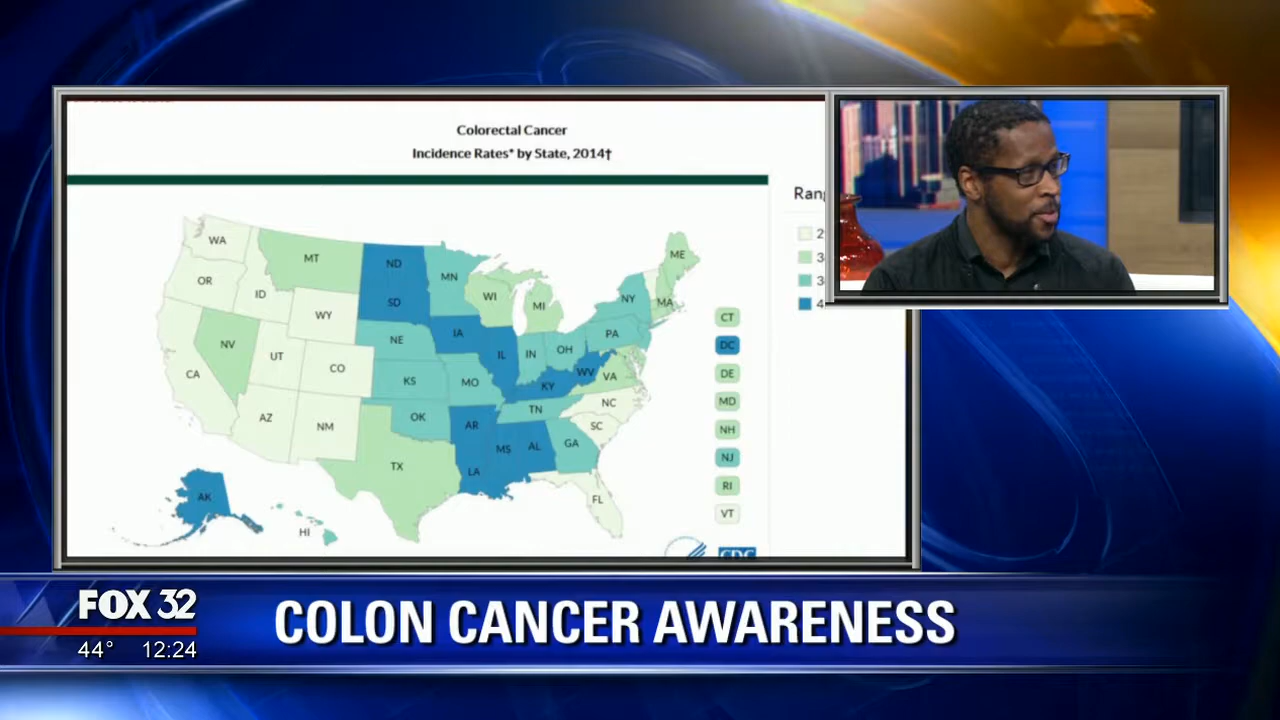 Colorectal Cancer
Incidence Rates* by State, 2014†
WA
MT
ND
MN
WI
MI
NY
ME
MA
OR
ID
SD
WY
NE
IA
PA
NV
UT
CO
KS
MO
IL
IN
OH
WV
VA
KY
CA
AZ
NM
OK
AR
TN
NC
SC
TX
LA
MS
AL
GA
FL
AK
HI
CT
DC
DE
MD
NH
NJ
RI
VT
CDC
FOX 32
44° 12:24
COLON CANCER AWARENESS